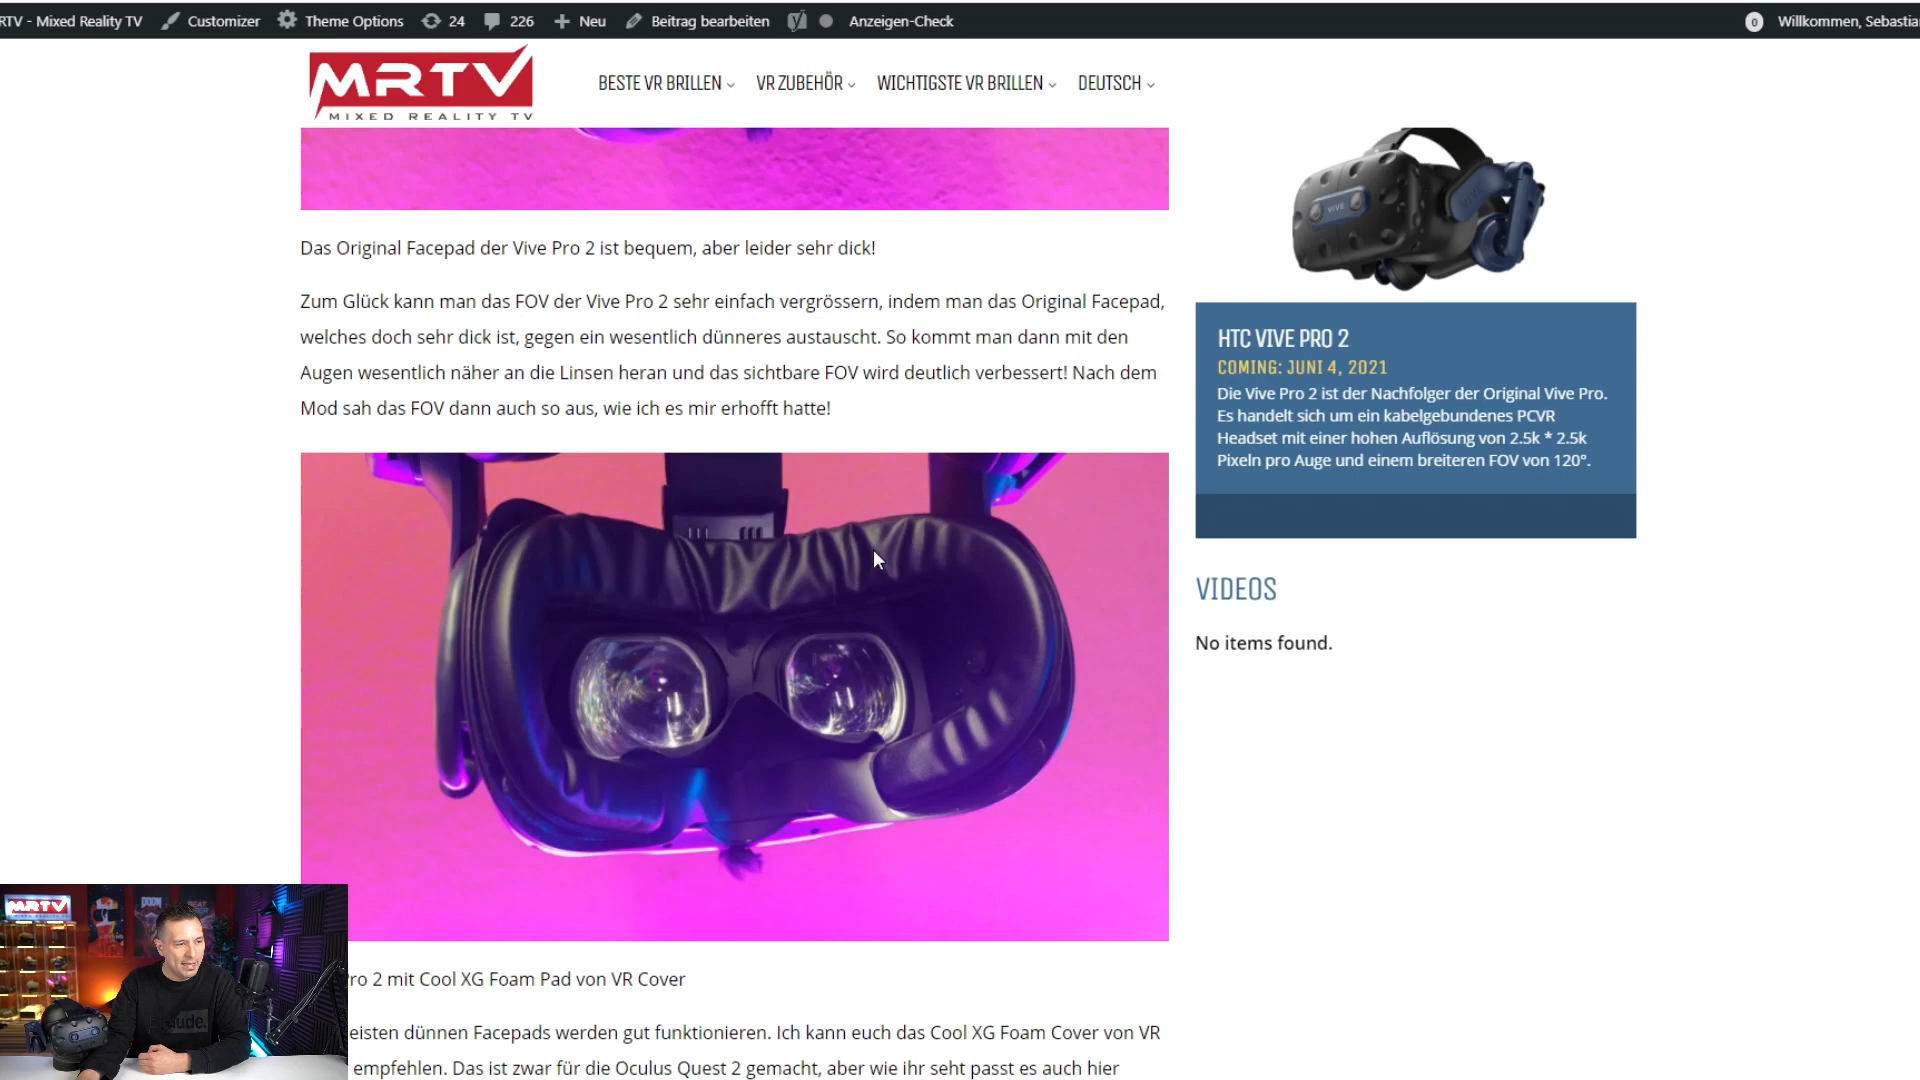 RTV - Mixed Reality TV Customizer Theme Options 24 226 Neu Beitrag bearbeiten Anzeigen-Check 0 Willkommen, Sebastia
MRTV
MIXED REALITY TV
BESTE VR BRILLEN VR ZUBEHÖR WICHTIGSTE VR BRILLEN DEUTSCH
Das Original Facepad der Vive Pro 2 ist bequem, aber leider sehr dick!
Zum Glück kann man das FOV der Vive Pro 2 sehr einfach vergrössern, indem man das Original Facepad,
welches doch sehr dick ist, gegen ein wesentlich dünneres austauscht. So kommt man dann mit den
Augen wesentlich näher an die Linsen heran und das sichtbare FOV wird deutlich verbessert! Nach dem
Mod sah das FOV dann auch so aus, wie ich es mir erhofft hatte!
ro 2 mit Cool XG Foam Pad von VR Cover
eisten dünnen Facepads werden gut funktionieren. Ich kann euch das Cool XG Foam Cover von VR
empfehlen. Das ist zwar für die Oculus Quest 2 gemacht, aber wie ihr seht passt es auch hier
VIVE
HTC VIVE PRO 2
COMING: JUNI 4, 2021
Die Vive Pro 2 ist der Nachfolger der Original Vive Pro.
Es handelt sich um ein kabelgebundenes PCVR
Headset mit einer hohen Auflösung von 2.5k * 2.5k
Pixeln pro Auge und einem breiteren FOV von 120°.
VIDEOS
No items found.
MRTV
DOOM